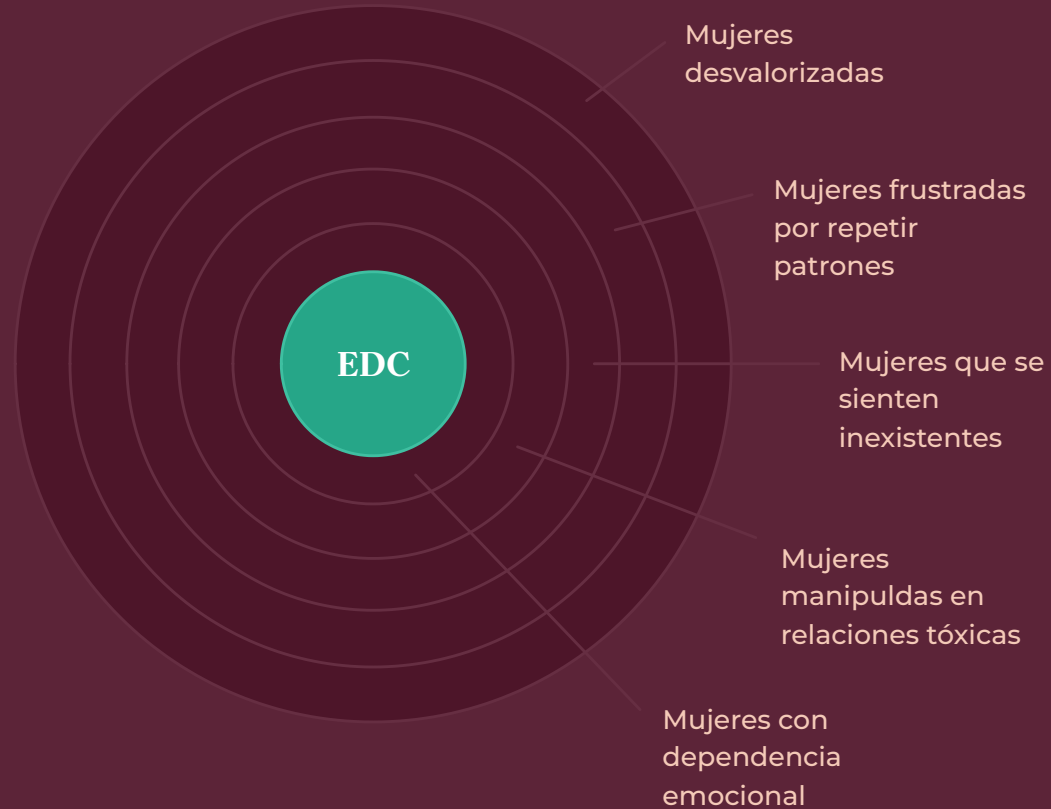 Mujeres
desvalorizadas
Mujeres frustradas
por repetir
patrones
EDC
Mujeres que se
sienten
inexistentes
Mujeres
manipuldas en
relaciones tóxicas
Mujeres con
dependencia
emocional